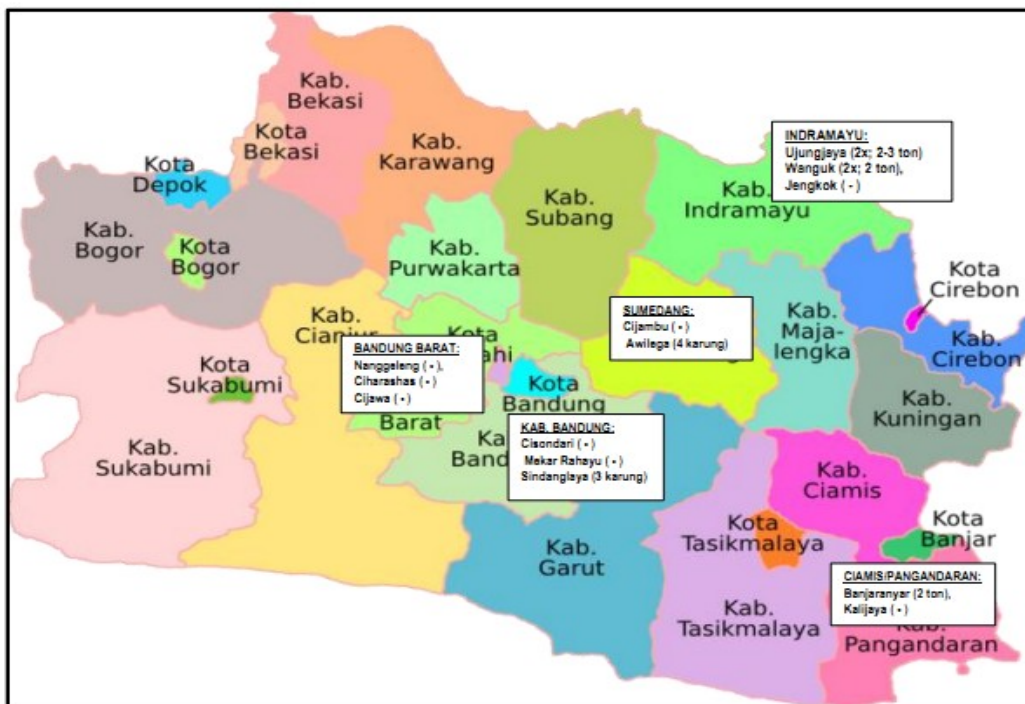 Kab.
Bekasi
Kota
Bekasi
Kota
Depok
Kab.
Karawang
Kab.
Bogor
Kota
Bogor
Kab.
Purwakarta
Kab.
Subang
INDRAMAYU:
Ujungjaya (2x; 2-3 ton)
Wanguk (2x; 2 ton),
Jengkok ( - )
Kab.
Indramayu
Kota
Cirebon
Kab.
Cirebon
Kab.
Maja-
lengka
Kab.
Kuningan
SUMEDANG:
Cijambu ( - )
Awilega (4 karung)
Kab.
Cianjur
Kota
BANDUNG BARAT:
Nanggeleng ( - ),
Ciharashas ( - )
Cijawa ( - )
Barat
Kota
Bandung
Kota
Sukabumi
Kab.
Sukabumi
KAB. BANDUNG:
Cisondari ( - )
Mekar Rahayu ( - )
Sindanglaya (3 karung)
Kab.
Garut
Kab.
Ciamis
Kota
Tasikmalaya
Kota
Banjar
CIAMIS/PANGANDARAN:
Banjaranyar (2 ton),
Kalijaya ( - )
Kab.
Tasikmalaya
Kab.
Pangandaran